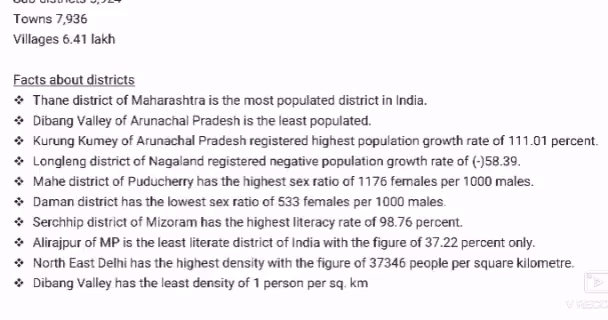 Towns 7,936
Villages 6.41 lakh
Facts about districts
❖ Thane district of Maharashtra is the most populated district in India.
❖ Dibang Valley of Arunachal Pradesh is the least populated.
❖ Kurung Kumey of Arunachal Pradesh registered highest population growth rate of 111.01 percent.
❖ Longleng district of Nagaland registered negative population growth rate of (-)58.39.
❖ Mahe district of Puducherry has the highest sex ratio of 1176 females per 1000 males.
❖ Daman district has the lowest sex ratio of 533 females per 1000 males.
❖ Serchhip district of Mizoram has the highest literacy rate of 98.76 percent.
❖ Alirajpur of MP is the least literate district of India with the figure of 37.22 percent only.
❖ North East Delhi has the highest density with the figure of 37346 people per square kilometre.
❖ Dibang Valley has the least density of 1 person per sq. km